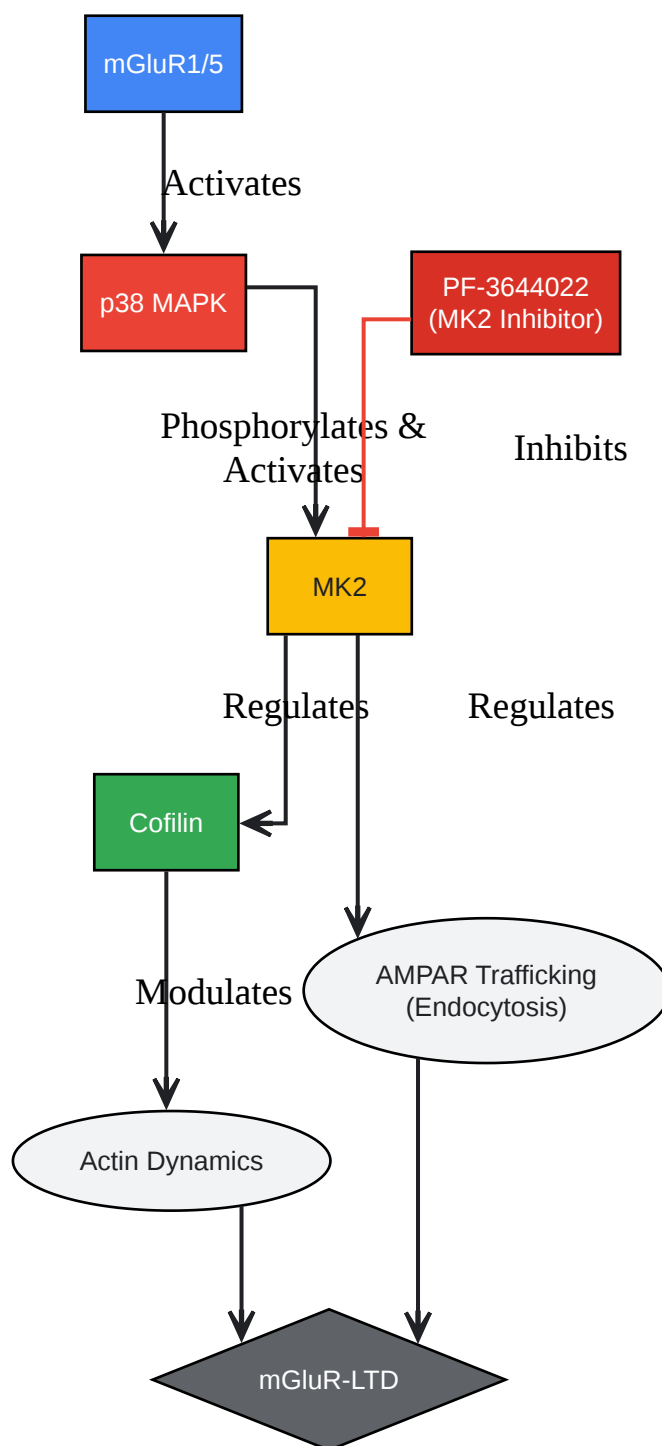 mGluR1/5
Activates
p38 MAPK
PF-3644022
(MK2 Inhibitor)
Phosphorylates &
Activates
Inhibits
MK2
Regulates
Regulates
Cofilin
AMPAR Trafficking
(Endocytosis)
Modulates
Actin Dynamics
mGluR-LTD